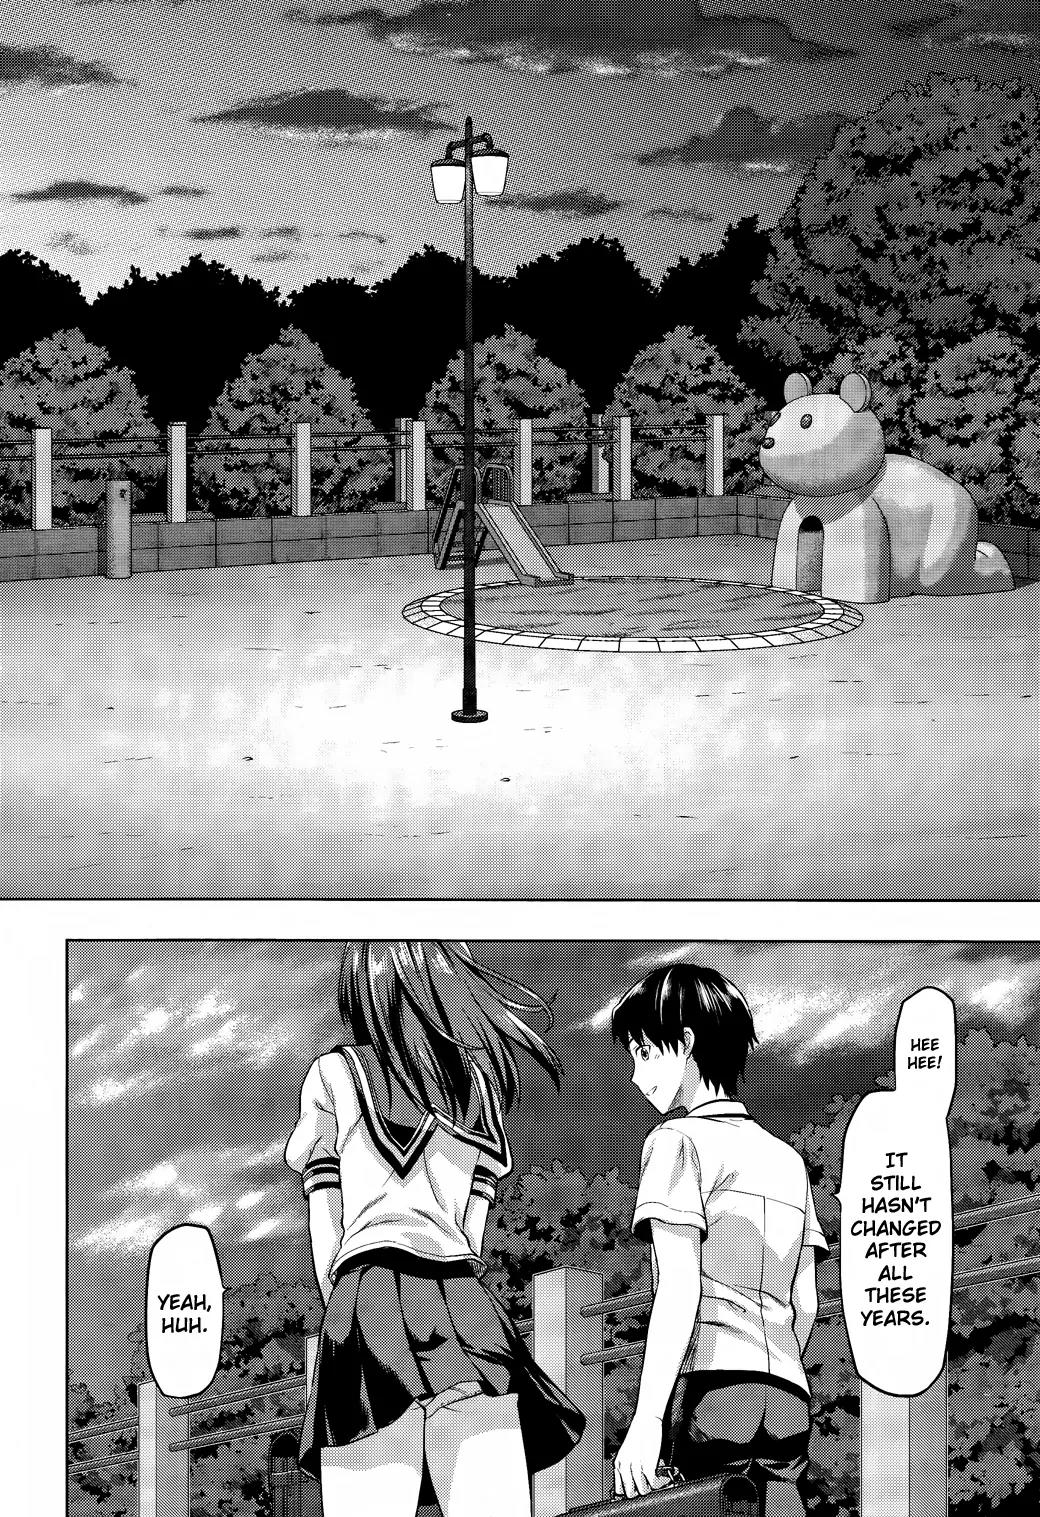 HEE
HEE!
IT
STILL
HASN'T
CHANGED
AFTER
ALL
THESE
YEARS.
YEAH,
HUH.